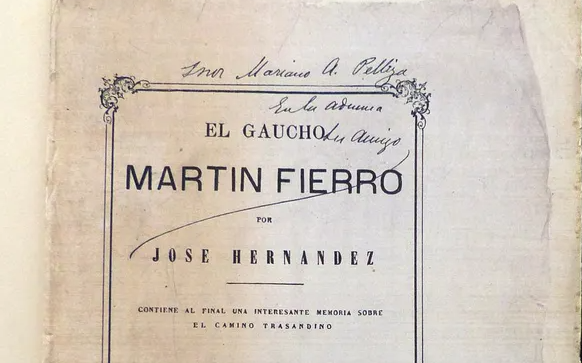 Snor Mariano A. Pelliza
En la aduana
su amigo
EL GAUCHO
MARTIN FIERRO
POR
JOSE HERNANDEZ
CONTIENE AL FINAL UNA INTERESANTE MEMORIA SOBRE
EL CAMINO TRASANDINO